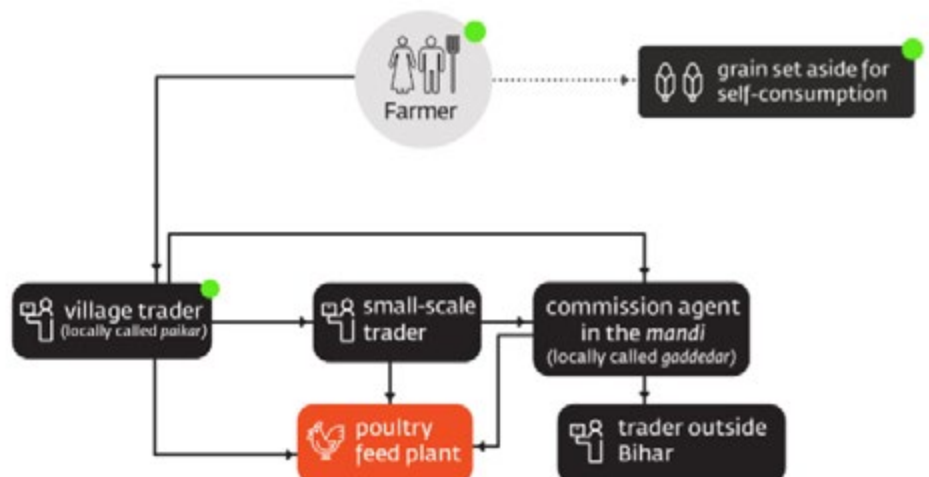 Farmer
grain set aside for
self-consumption
village trader
(locally called paikar)
small-scale
trader
commission agent
in the mandi
(locally called gaddedar)
poultry
feed plant
trader outside
Bihar